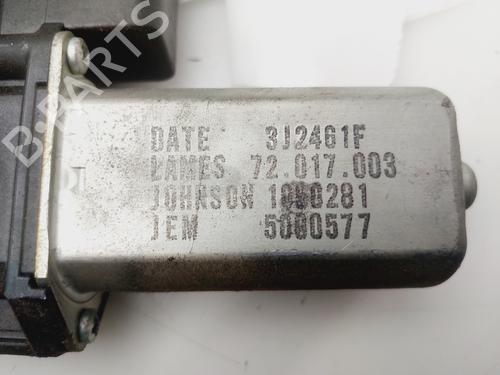 B-PARTS
DATE 3J2461F
LAMES 72.017.003
JOHNSON 1000281
JEM 5000577